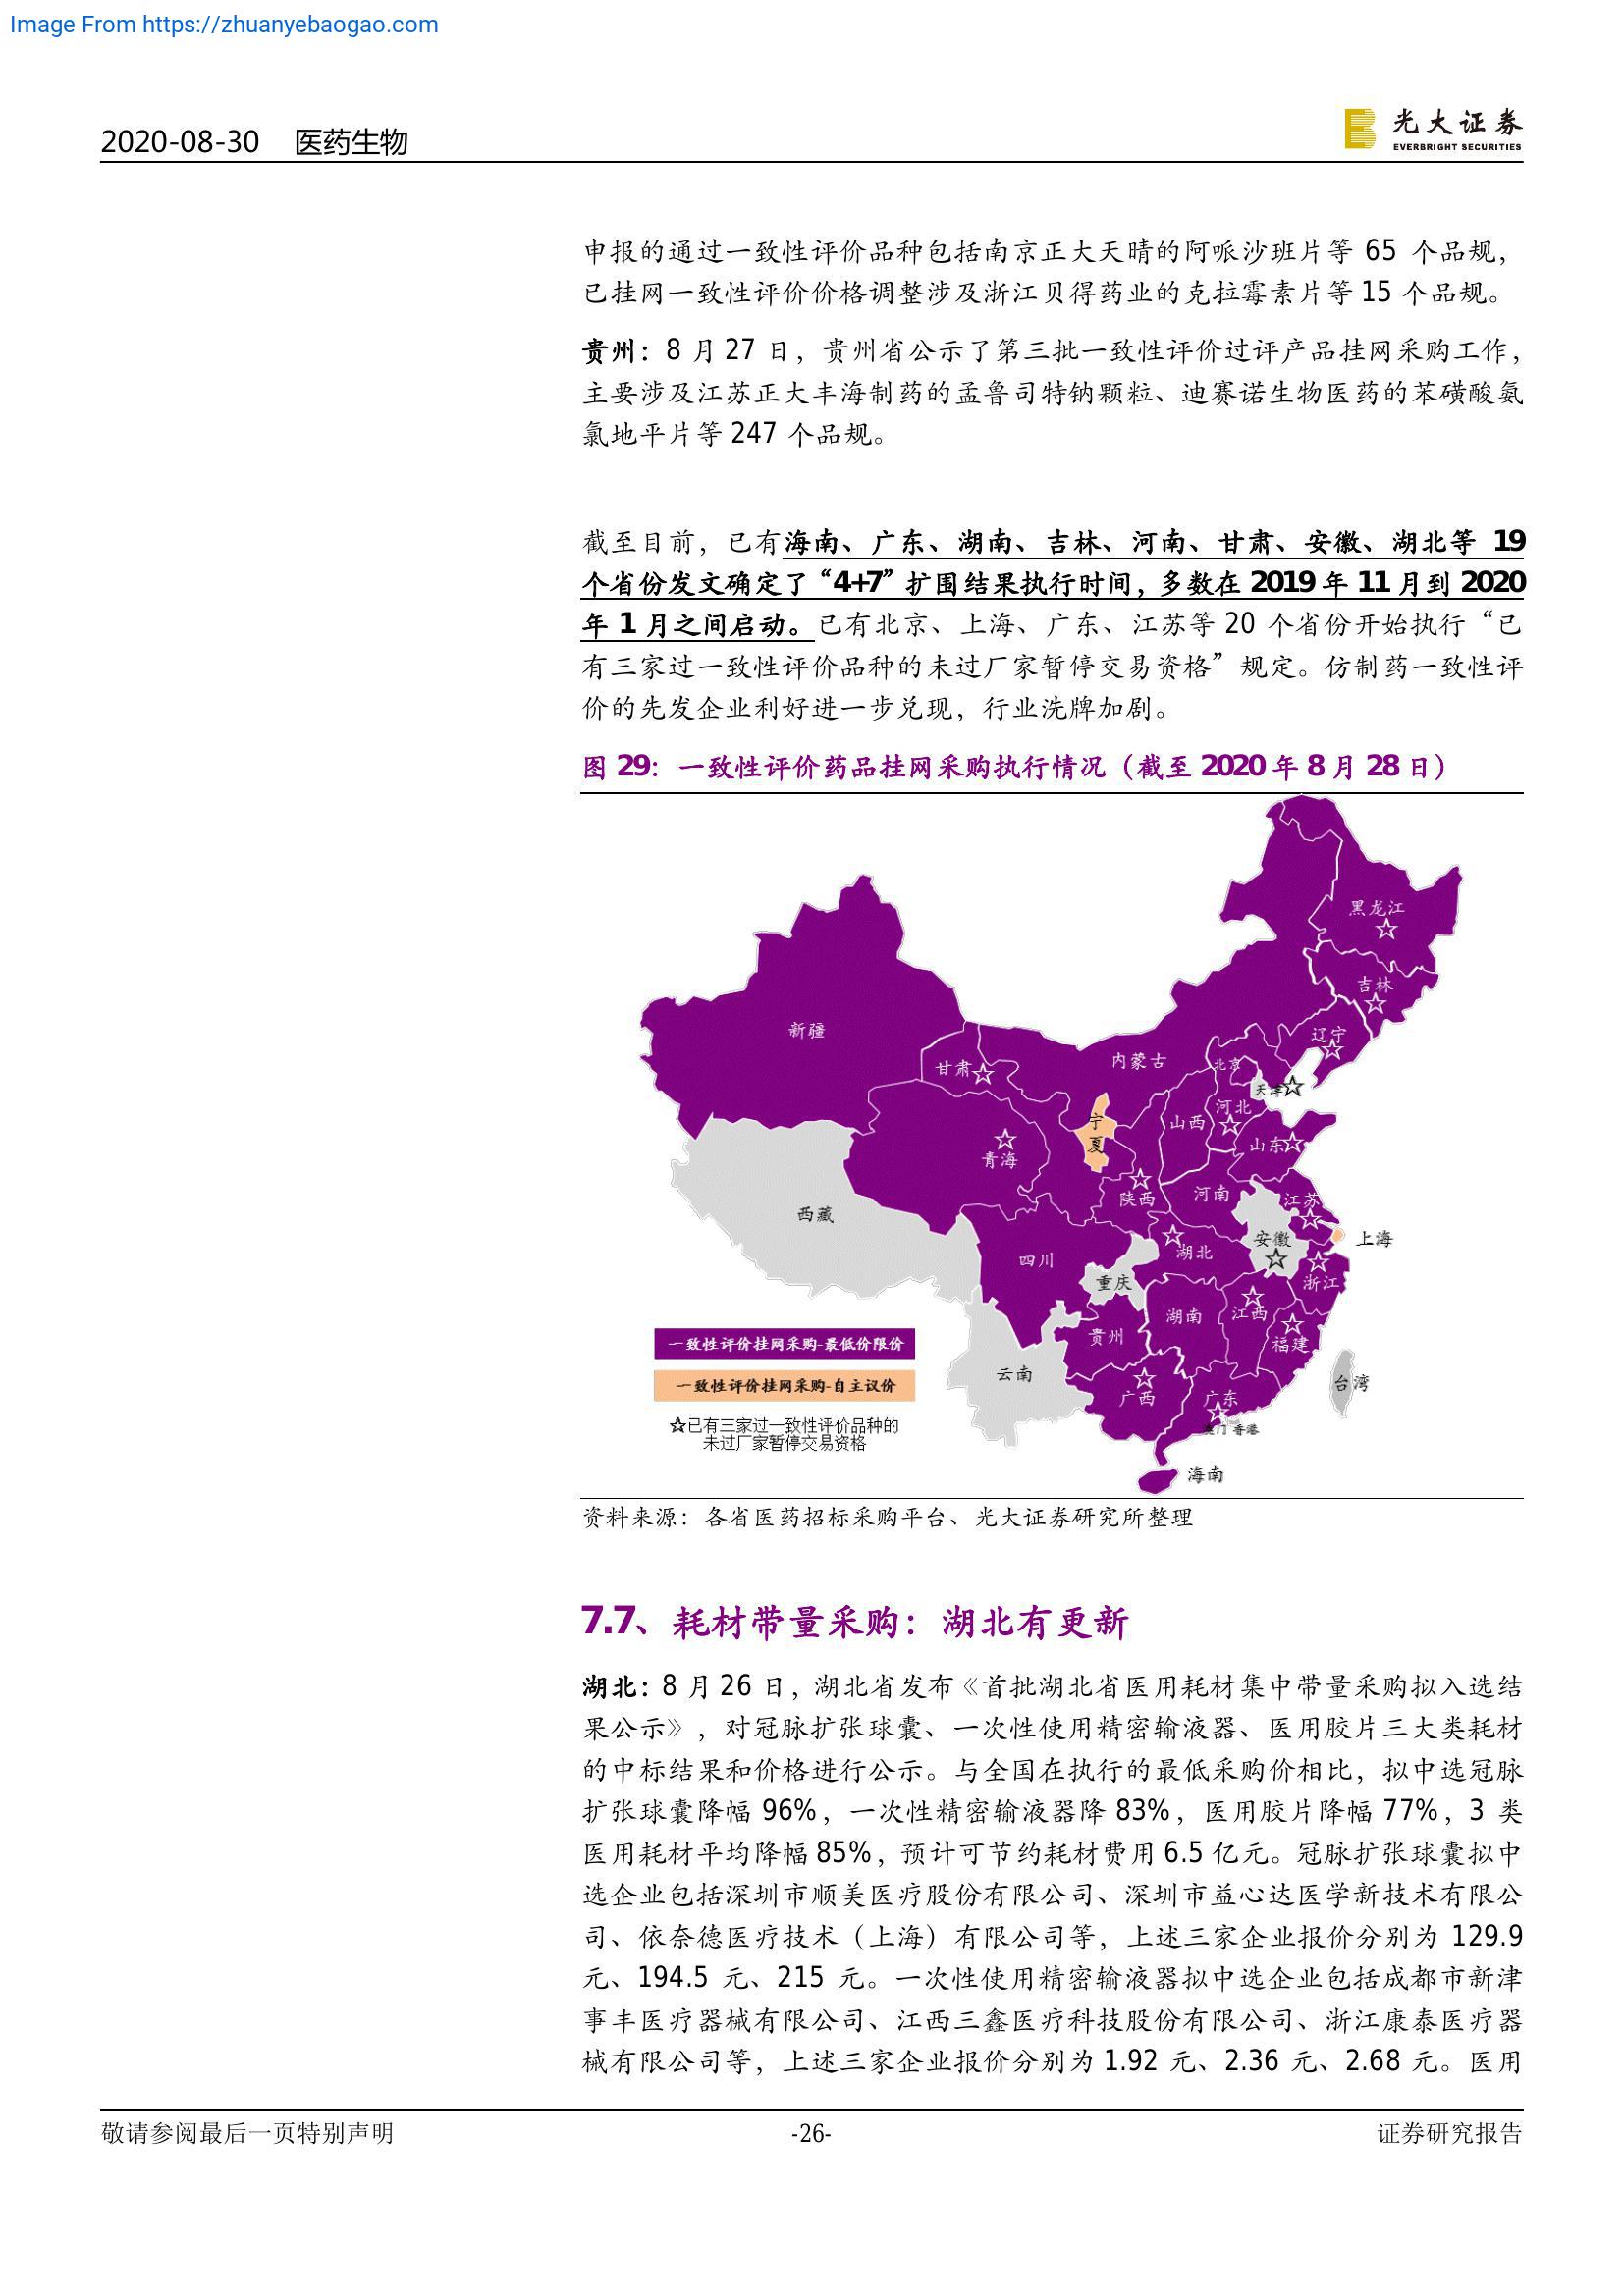 Image From https://zhuanyebaogao.com
2020-08-30 医药生物
光大证券
EVERBRIGHT SECURITIES
申报的通过一致性评价品种包括南京正大天晴的阿哌沙班片等 65 个品规，
已挂网一致性评价价格调整涉及浙江贝得药业的克拉霉素片等 15 个品规。
贵州：8 月 27 日，贵州省公示了第三批一致性评价过评产品挂网采购工作，
主要涉及江苏正大丰海制药的孟鲁司特钠颗粒、迪赛诺生物医药的苯磺酸氨
氯地平片等 247 个品规。
截至目前，已有海南、广东、湖南、吉林、河南、甘肃、安徽、湖北等 19
个省份发文确定了“4+7”扩围结果执行时间，多数在 2019 年 11 月到 2020
年 1 月之间启动。已有北京、上海、广东、江苏等 20 个省份开始执行“已
有三家过一致性评价品种的未过厂家暂停交易资格”规定。仿制药一致性评
价的先发企业利好进一步兑现，行业洗牌加剧。
图 29：一致性评价药品挂网采购执行情况（截至 2020 年 8 月 28 日）
黑龙江
吉林
辽宁
新疆
内蒙古
北京
甘肃
天津
河北
宁夏
山西
山东
青海
陕西
河南
江苏
西藏
安徽
上海
湖北
四川
重庆
浙江
湖南
江西
贵州
福建
云南
台湾
广西
广东
澳门 香港
海南
一致性评价挂网采购-最低价限价
一致性评价挂网采购-自主议价
☆已有三家过一致性评价品种的
未过厂家暂停交易资格
资料来源：各省医药招标采购平台、光大证券研究所整理
7.7、耗材带量采购：湖北有更新
湖北：8 月 26 日，湖北省发布《首批湖北省医用耗材集中带量采购拟入选结
果公示》，对冠脉扩张球囊、一次性使用精密输液器、医用胶片三大类耗材
的中标结果和价格进行公示。与全国在执行的最低采购价相比，拟中选冠脉
扩张球囊降幅 96%，一次性精密输液器降 83%，医用胶片降幅 77%，3 类
医用耗材平均降幅 85%，预计可节约耗材费用 6.5 亿元。冠脉扩张球囊拟中
选企业包括深圳市顺美医疗股份有限公司、深圳市益心达医学新技术有限公
司、依奈德医疗技术（上海）有限公司等，上述三家企业报价分别为 129.9
元、194.5 元、215 元。一次性使用精密输液器拟中选企业包括成都市新津
事丰医疗器械有限公司、江西三鑫医疗科技股份有限公司、浙江康泰医疗器
械有限公司等，上述三家企业报价分别为 1.92 元、2.36 元、2.68 元。医用
敬请参阅最后一页特别声明
-26-
证券研究报告